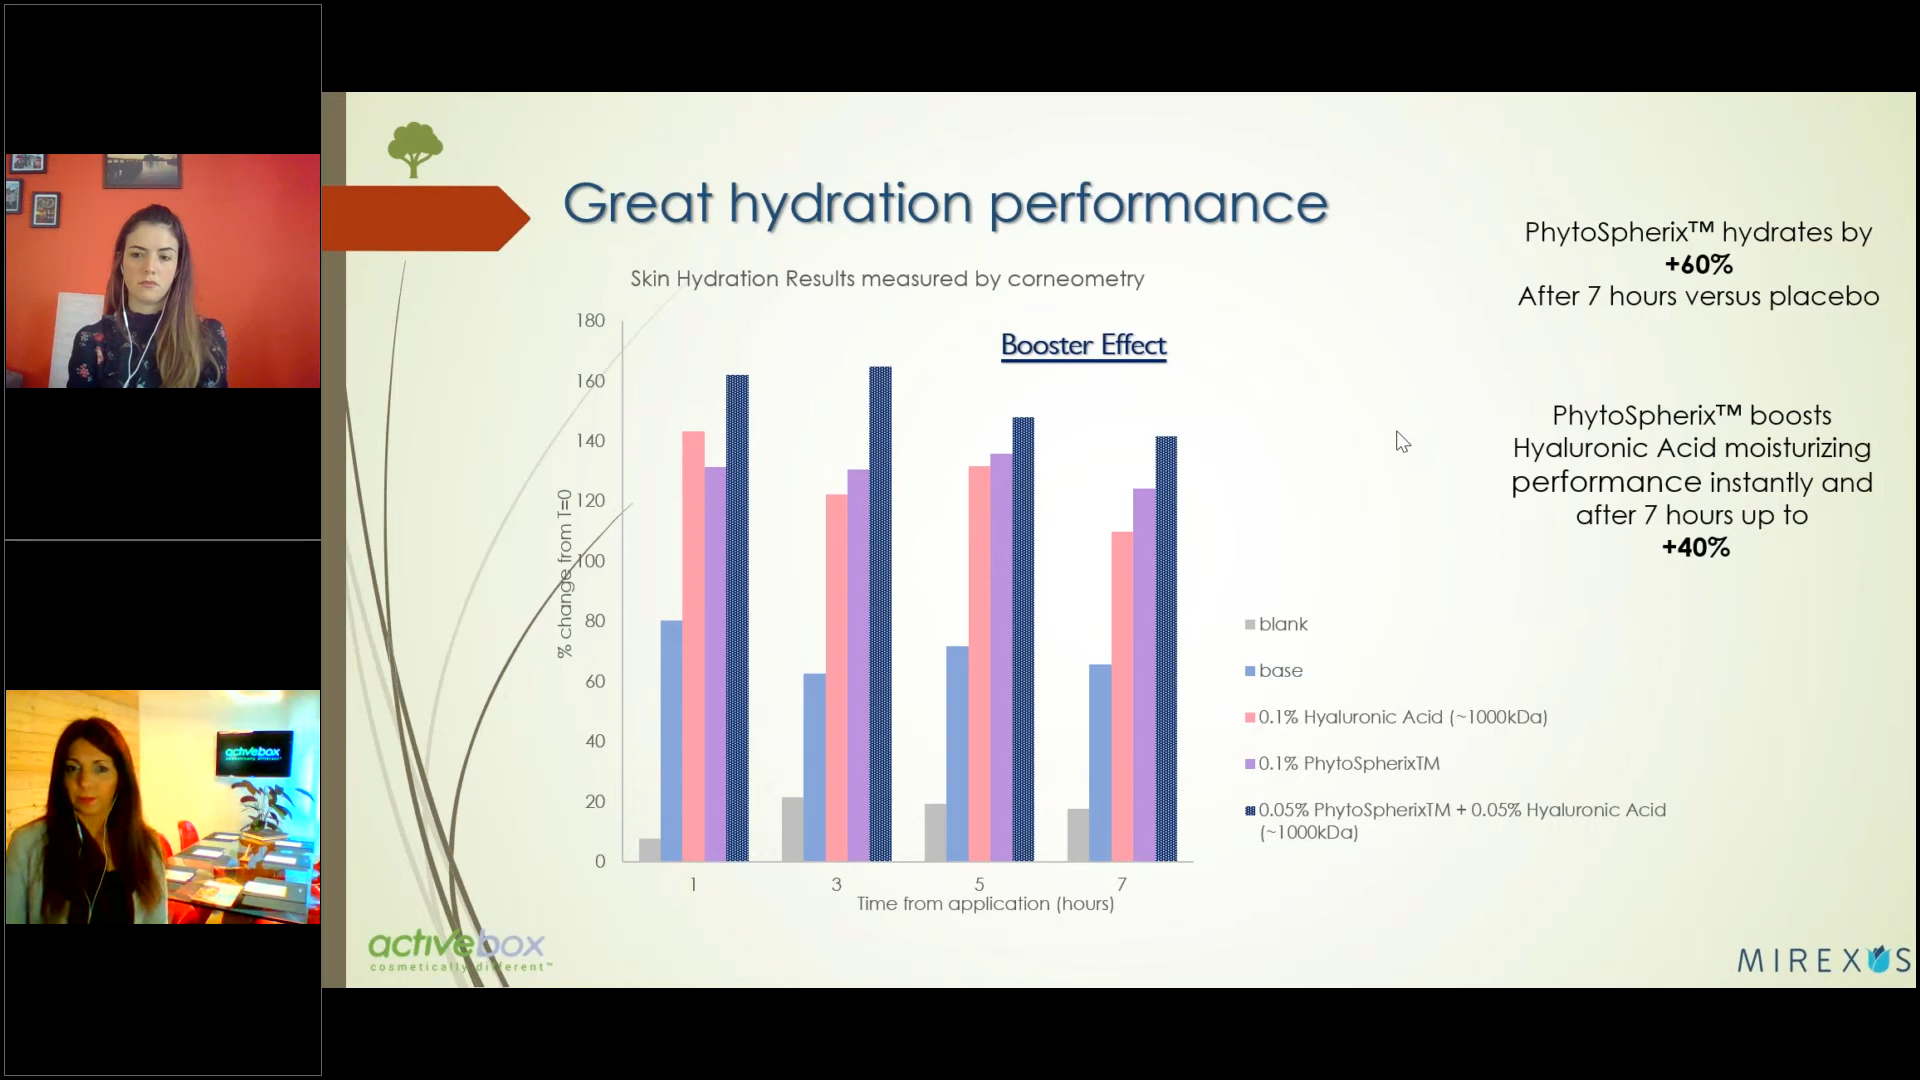 Great hydration performance
Skin Hydration Results measured by corneometry
Booster Effect
% change from T=0
180
160
140
120
100
80
60
40
20
0
1 3 5 7
Time from application (hours)
blank
base
0.1% Hyaluronic Acid (~1000kDa)
0.1% PhytoSpherixTM
0.05% PhytoSpherixTM + 0.05% Hyaluronic Acid
(~1000kDa)
PhytoSpherix™ hydrates by
+60%
After 7 hours versus placebo
PhytoSpherix™ boosts
Hyaluronic Acid moisturizing
performance instantly and
after 7 hours up to
+40%
activebox
cosmetically different™
MIREXUS
activebox